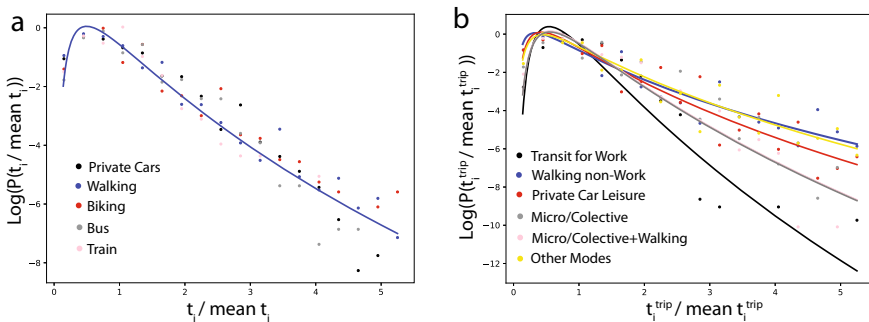 a
Log(P(t_i / mean t_i))
0
−2
−4
−6
−8
Private Cars
Walking
Biking
Bus
Train
0
1
2
3
4
5
t_i / mean t_i
b
Log(P(t_i^trip / mean t_i^trip))
0
−2
−4
−6
−8
−10
−12
Transit for Work
Walking non-Work
Private Car Leisure
Micro/Colective
Micro/Colective+Walking
Other Modes
0
1
2
3
4
5
t_i^trip / mean t_i^trip